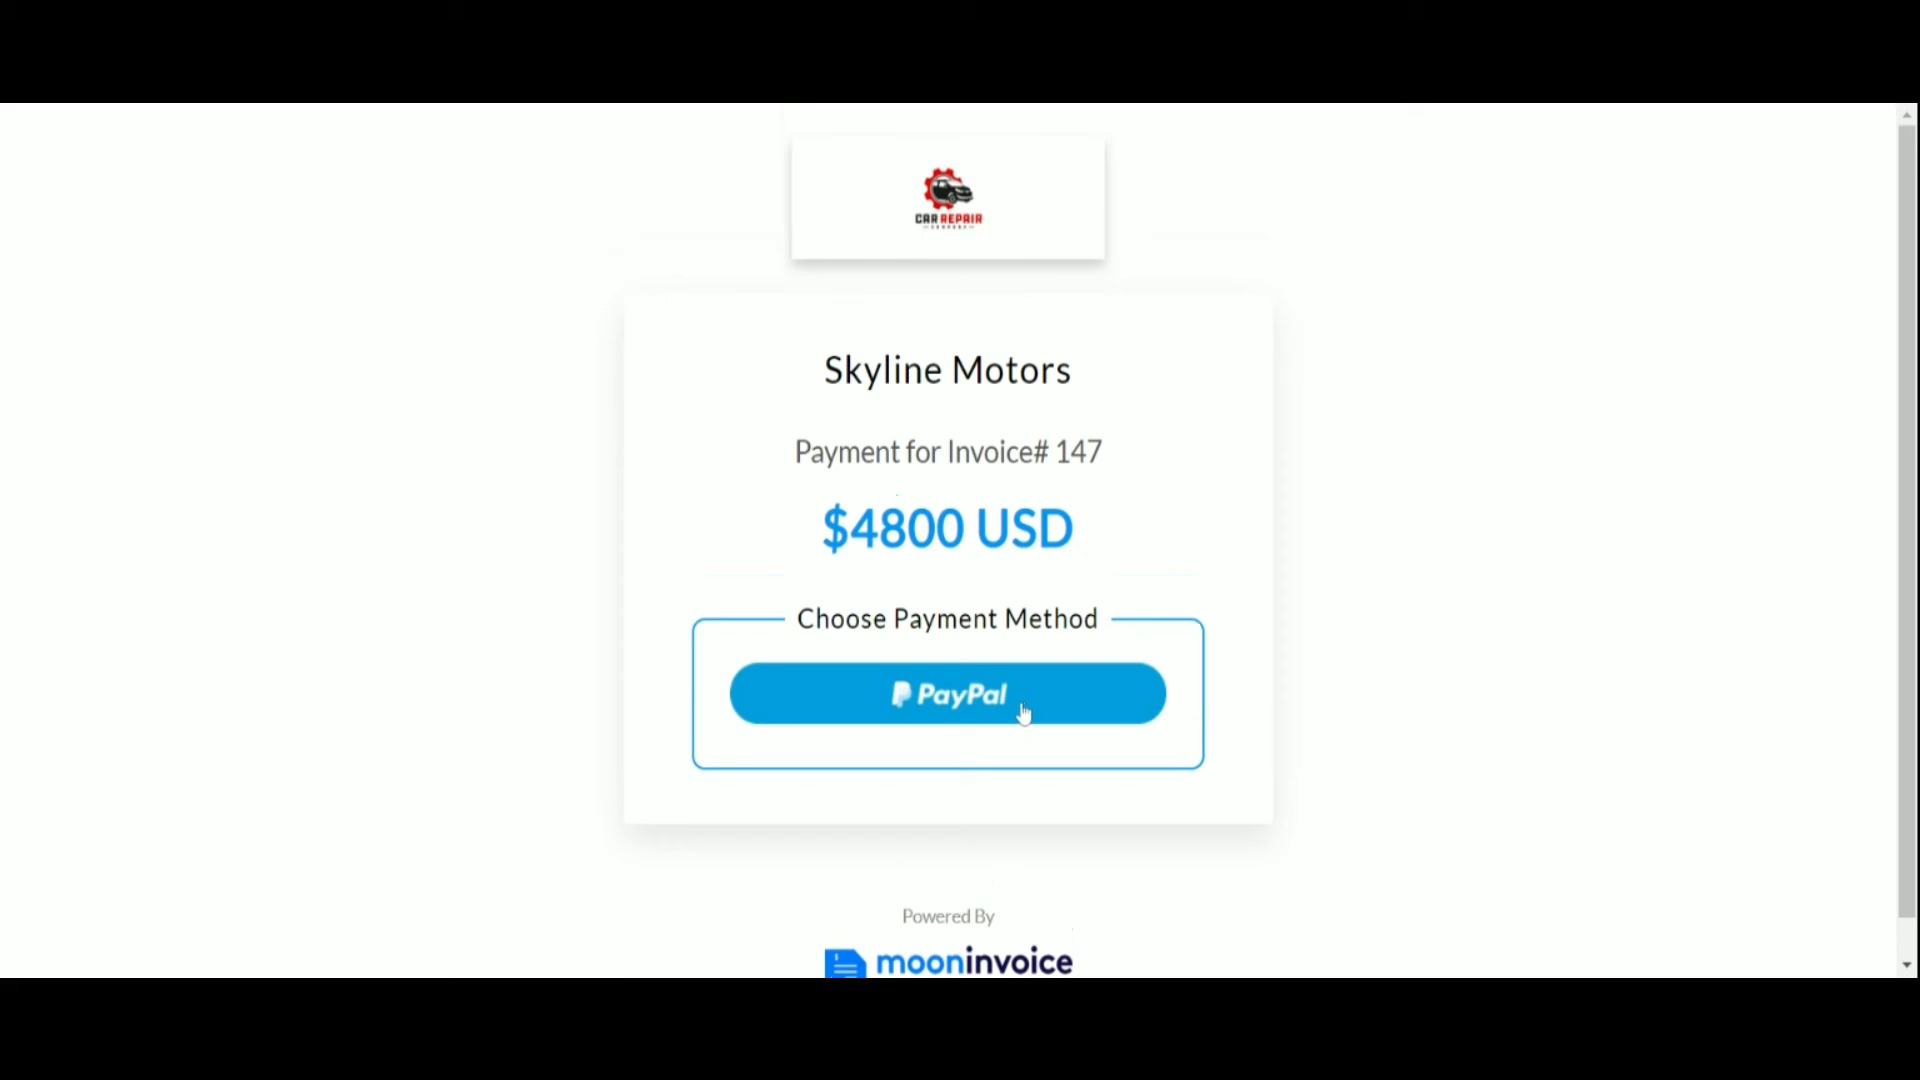 CAR REPAIR
Skyline Motors
Payment for Invoice# 147
$4800 USD
Choose Payment Method
PayPal
Powered By
mooninvoice